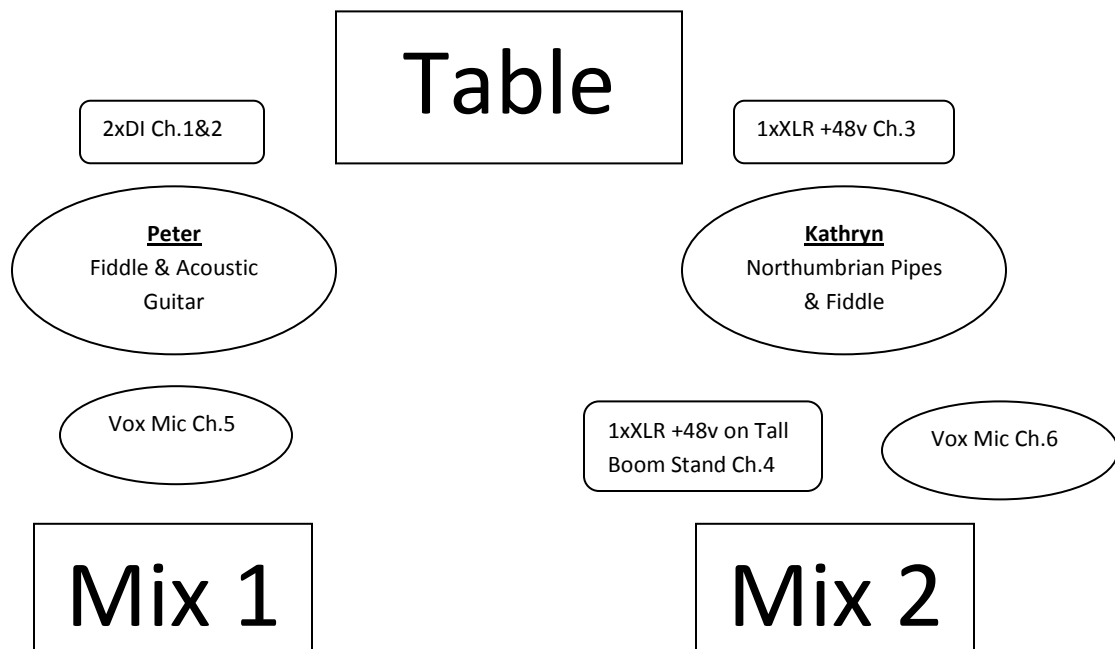 Table
2xDI Ch.1&2
1xXLR +48v Ch.3
Peter
Fiddle & Acoustic
Guitar
Kathryn
Northumbrian Pipes
& Fiddle
Vox Mic Ch.5
1xXLR +48v on Tall
Boom Stand Ch.4
Vox Mic Ch.6
Mix 1
Mix 2